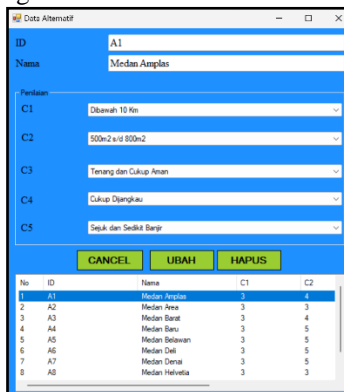 Data Alternatif
ID A1
Nama Medan Amplas
Penilaian
C1 Dibawah 10 Km
C2 500m2 s/d 800m2
C3 Tenang dan Cukup Aman
C4 Cukup Dijangkau
C5 Sejuk dan Sedikit Banjir
CANCEL UBAH HAPUS
No ID Nama C1 C2
1 A1 Medan Amplas 3 4
2 A2 Medan Area 3 3
3 A3 Medan Barat 3 4
4 A4 Medan Baru 3 5
5 A5 Medan Belawan 3 5
6 A6 Medan Deli 3 5
7 A7 Medan Denai 3 5
8 A8 Medan Helvetia 3 3